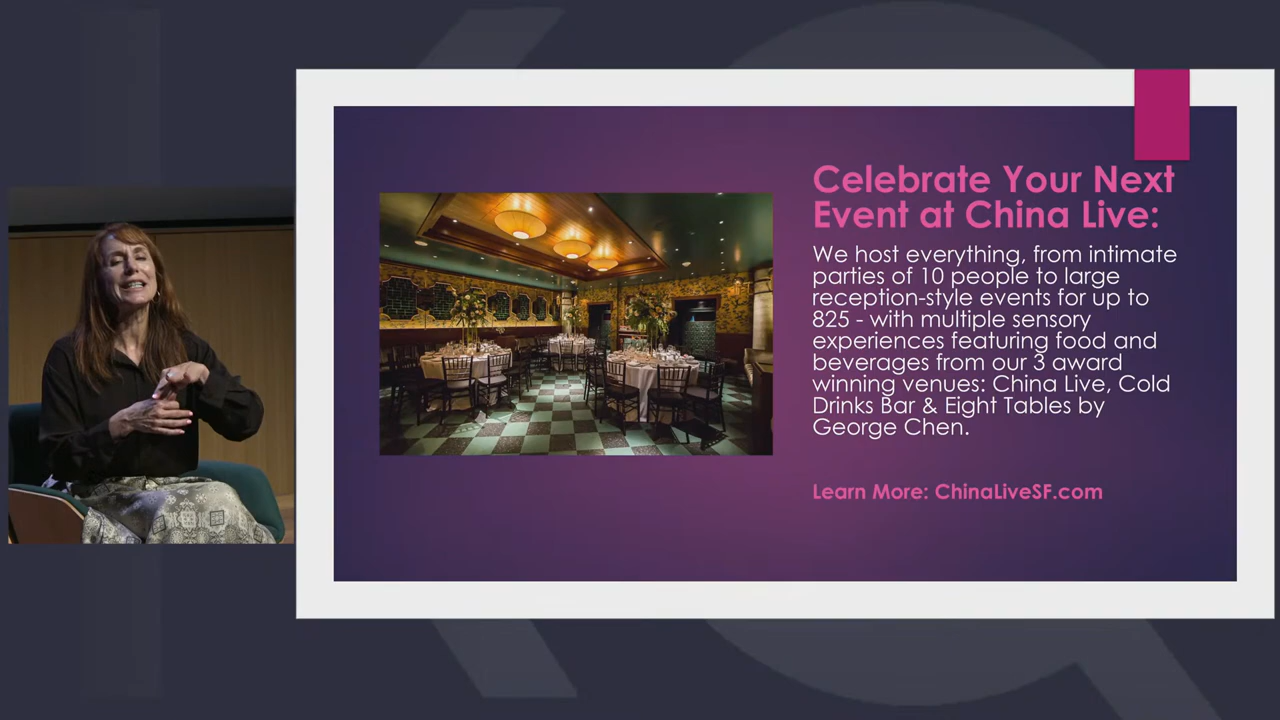 Celebrate Your Next
Event at China Live:
We host everything, from intimate
parties of 10 people to large
reception-style events for up to
825 - with multiple sensory
experiences featuring food and
beverages from our 3 award
winning venues: China Live, Cold
Drinks Bar & Eight Tables by
George Chen.
Learn More: ChinaLiveSF.com